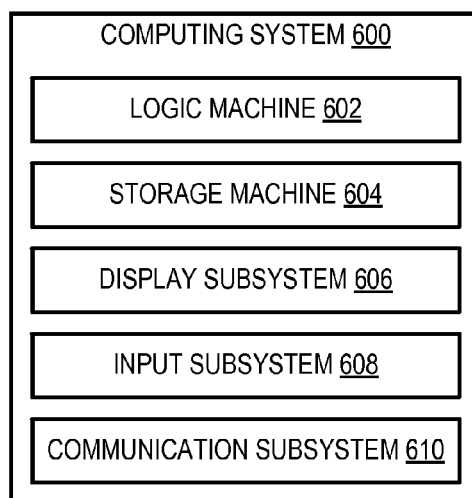 COMPUTING SYSTEM 600
LOGIC MACHINE 602
STORAGE MACHINE 604
DISPLAY SUBSYSTEM 606
INPUT SUBSYSTEM 608
COMMUNICATION SUBSYSTEM 610